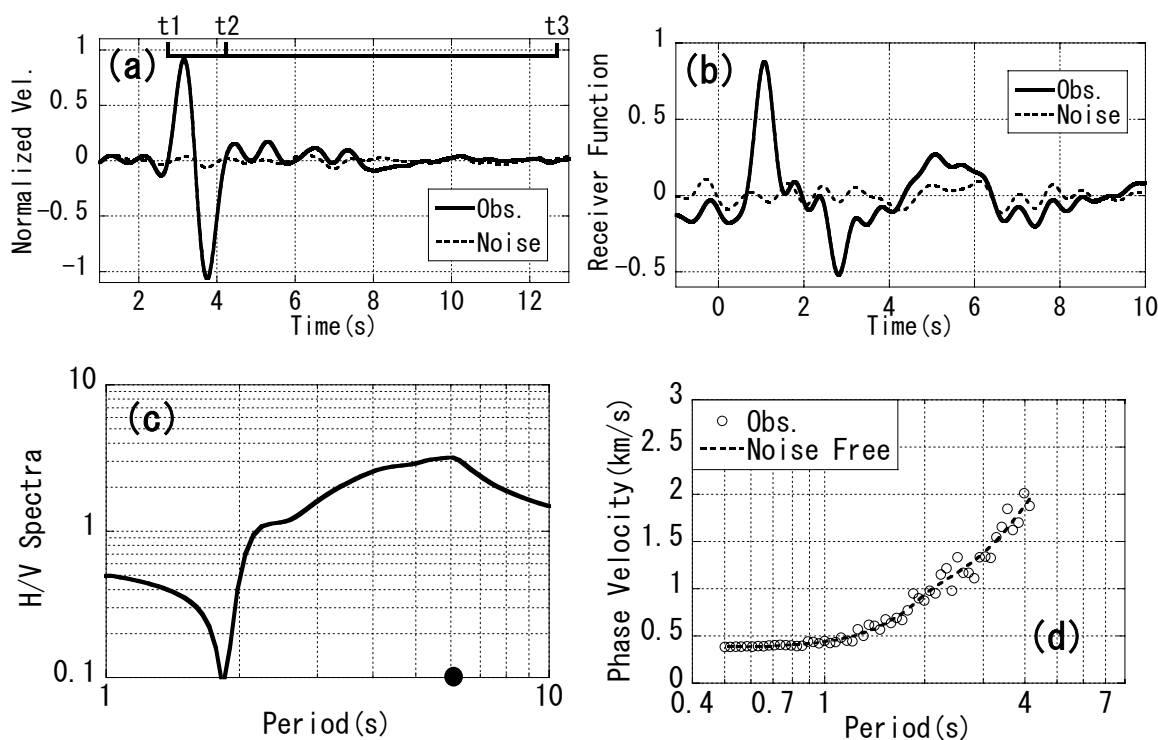 t1 t2 t3
(a)
Normalized Vel.
1
0.5
0
−0.5
−1
Obs.
Noise
2 4 6 8 10 12
Time(s)
(b)
Receiver Function
1
0.5
0
−0.5
Obs.
Noise
0 2 4 6 8 10
Time(s)
(c)
H/V Spectra
10
1
0.1
1 10
Period(s)
Phase Velocity(km/s)
3
2.5
2
1.5
1
0.5
0
Obs.
Noise Free
(d)
0.4 0.7 1 4 7
Period(s)